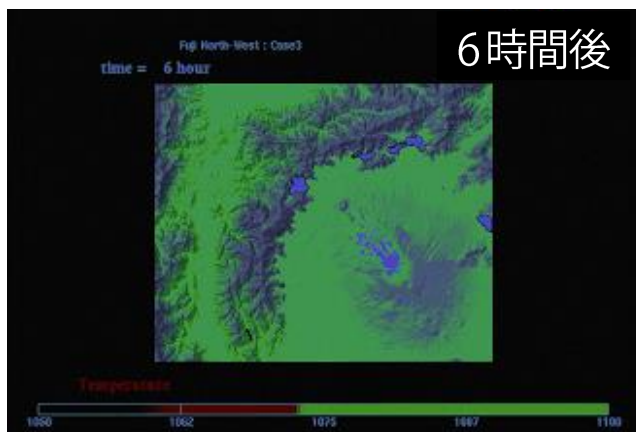 Fuji North-West : Case3
6時間後
time = 6 hour
Temperature
1050 1062 1075 1087 1100